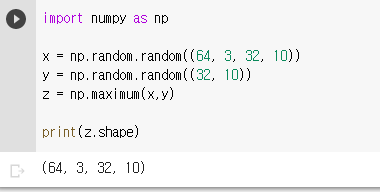 import numpy as np
x = np.random.random((64, 3, 32, 10))
y = np.random.random((32, 10))
z = np.maximum(x,y)
print(z.shape)
(64, 3, 32, 10)